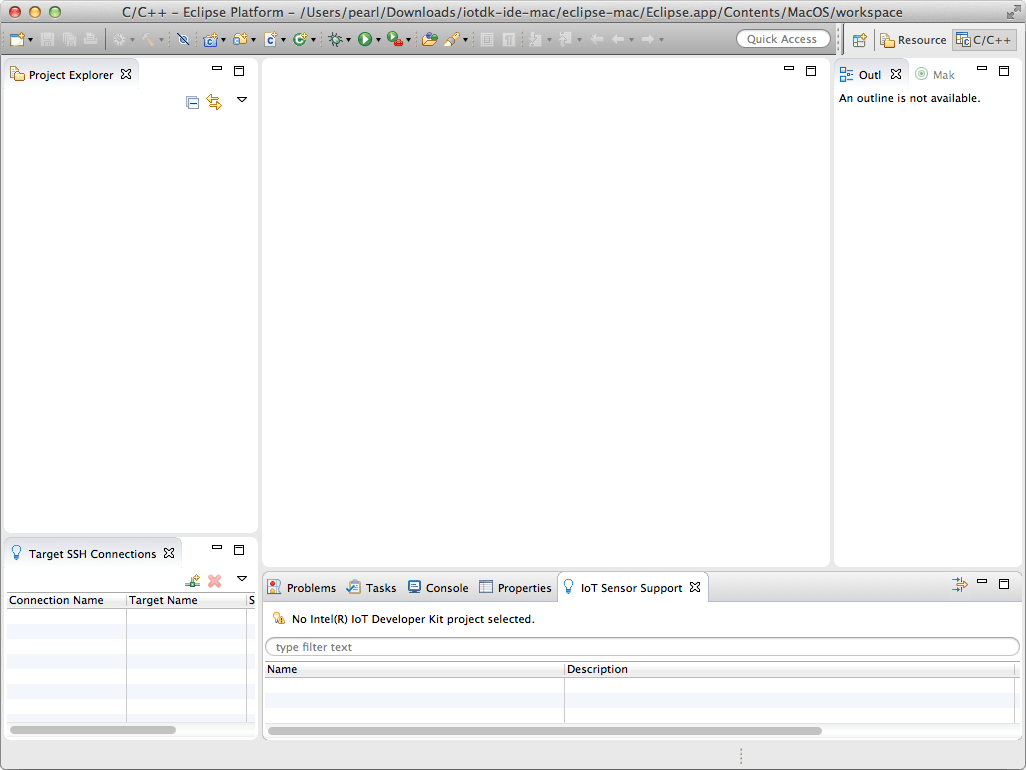 C/C++ – Eclipse Platform – /Users/pearl/Downloads/iotdk-ide-mac/eclipse-mac/Eclipse.app/Contents/MacOS/workspace
Quick Access
Resource
C/C++
Project Explorer
Outl
Mak
An outline is not available.
Target SSH Connections
Connection Name
Target Name
S
Problems
Tasks
Console
Properties
IoT Sensor Support
No Intel(R) IoT Developer Kit project selected.
type filter text
Name
Description